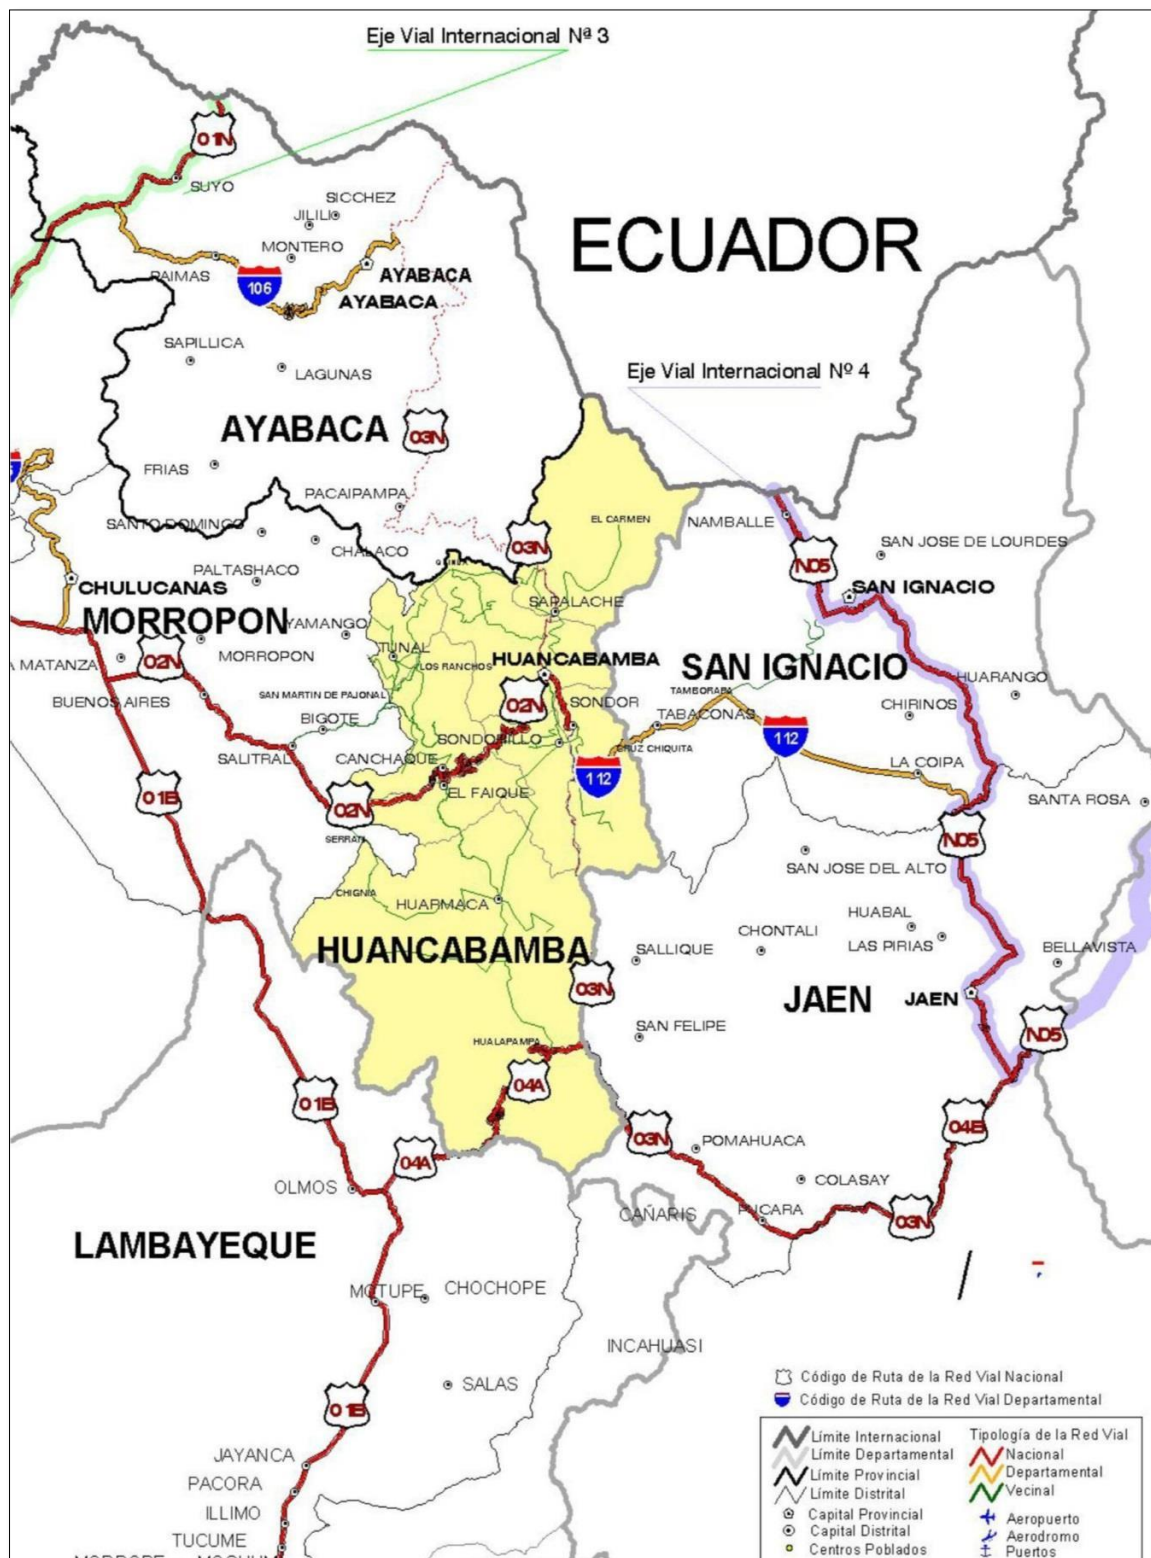 Eje Vial Internacional Nª 3
01N
SUYO
SICCHEZ
JILILI
MONTERO
ECUADOR
PAIMAS
106
AYABACA
AYABACA
SAPILLICA
LAGUNAS
Eje Vial Internacional Nº 4
AYABACA
03N
FRIAS
PACAIPAMPA
NAMBALLE
EL CARMEN
SANTO DOMINGO
CHALACO
03N
SAN JOSE DE LOURDES
N05
PALTASHACO
CHULUCANAS
SAN IGNACIO
SAPALACHE
MORROPON
YAMANGO
TUNAL
LOS RANCHOS
HUANCABAMBA
SAN IGNACIO
02N
MORROPON
A MATANZA
BUENOS AIRES
SAN MARTIN DE PAJONAL
02N
TAMBORAPA
HUARANGO
CHIRINOS
BIGOTE
SONDOR
TABACONAS
SONDORILLO
112
CRUZ CHIQUITA
SALITRAL
CANCHAQUE
112
LA COIPA
01B
EL FAIQUE
02N
SANTA ROSA
SERRAN
N05
SAN JOSE DEL ALTO
CHIGNIA
HUARMACA
HUABAL
CHONTALI
LAS PIRIAS
HUANCABAMBA
SALLIQUE
BELLAVISTA
03N
JAEN
JAEN
SAN FELIPE
N05
HUALAPAMPA
04A
01B
04B
03N
POMAHUACA
04A
OLMOS
COLASAY
CAÑARIS
PUCARA
03N
LAMBAYEQUE
MOTUPE
CHOCHOPE
INCAHUASI
SALAS
01B
Código de Ruta de la Red Vial Nacional
Código de Ruta de la Red Vial Departamental
Límite Internacional
Límite Departamental
Límite Provincial
Límite Distrital
Capital Provincial
Capital Distrital
Centros Poblados
Tipología de la Red Vial
Nacional
Departamental
Vecinal
Aeropuerto
Aerodromo
Puertos
JAYANCA
PACORA
ILLIMO
TUCUME